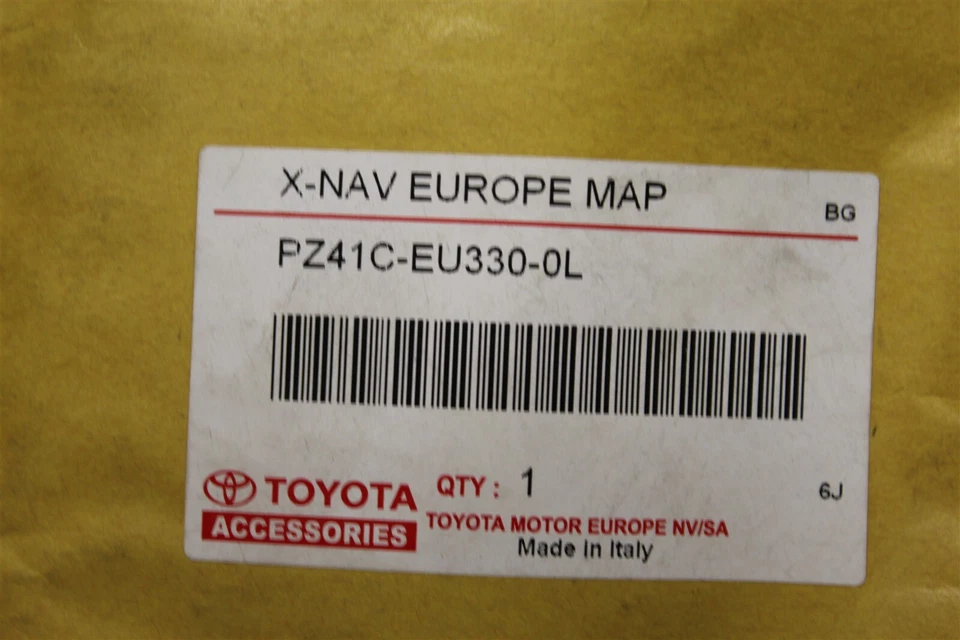 X-NAV EUROPE MAP
BG
PZ41C-EU330-0L
TOYOTA
ACCESSORIES
QTY : 1
6J
TOYOTA MOTOR EUROPE NV/SA
Made in Italy